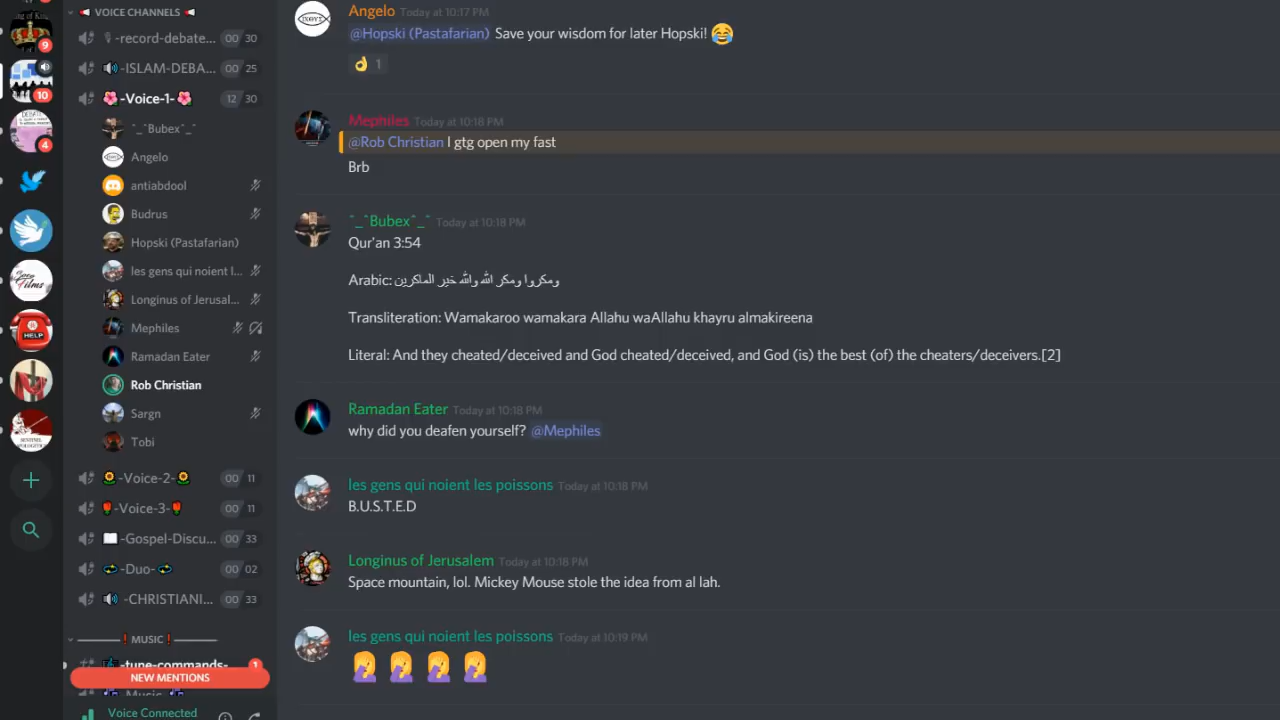 VOICE CHANNELS
-record-debate... 00 30
-ISLAM-DEBA... 00 25
-Voice-1- 12 30
^_^Bubex^_^
Angelo
antiabdool
Budrus
Hopski (Pastafarian)
les gens qui noient l...
Longinus of Jerusal...
Mephiles
Ramadan Eater
Rob Christian
Sargn
Tobi
-Voice-2- 00 11
-Voice-3- 00 11
-Gospel-Discu... 00 33
-Duo- 00 02
-CHRISTIANI... 00 33
MUSIC
-tune-commands- 1
NEW MENTIONS
Voice Connected
9
10
4
HELP
Angelo Today at 10:17 PM
@Hopski (Pastafarian) Save your wisdom for later Hopski! 😂
👌 1
Mephiles Today at 10:18 PM
@Rob Christian I gtg open my fast
Brb
^_^Bubex^_^ Today at 10:18 PM
Qur'an 3:54
Arabic: ومكروا ومكر الله والله خير الماكرين
Transliteration: Wamakaroo wamakara Allahu waAllahu khayru almakireena
Literal: And they cheated/deceived and God cheated/deceived, and God (is) the best (of) the cheaters/deceivers.[2]
Ramadan Eater Today at 10:18 PM
why did you deafen yourself? @Mephiles
les gens qui noient les poissons Today at 10:18 PM
B.U.S.T.E.D
Longinus of Jerusalem Today at 10:18 PM
Space mountain, lol. Mickey Mouse stole the idea from al lah.
les gens qui noient les poissons Today at 10:19 PM
🤦 🤦 🤦 🤦